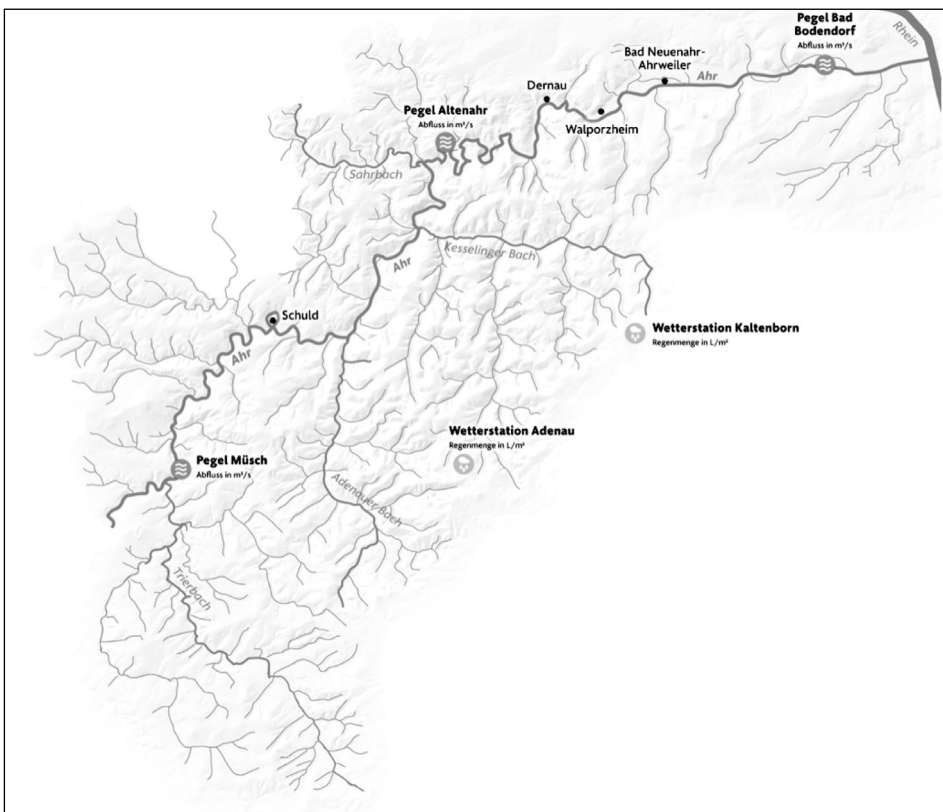 Pegel Bad
Bodendorf
Abfluss in m³/s
Rhein
Bad Neuenahr-
Ahrweiler
Ahr
Dernau
Walporzheim
Pegel Altenahr
Abfluss in m³/s
Sahrbach
Kesselinger Bach
Ahr
Schuld
Wetterstation Kaltenborn
Regenmenge in L/m²
Ahr
Wetterstation Adenau
Regenmenge in L/m²
Pegel Müsch
Abfluss in m³/s
Adenauer Bach
Trierbach